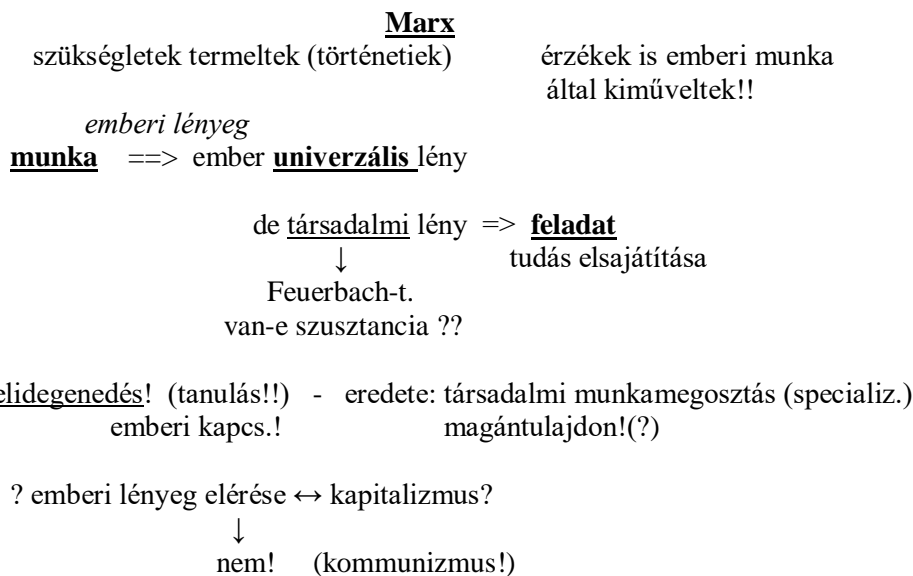 Marx
szükségletek termeltek (történetiek) érzékek is emberi munka
által kiműveltek!!
emberi lényeg
munka ==> ember univerzális lény
de társadalmi lény => feladat
↓ tudás elsajátítása
Feuerbach-t.
van-e szusztancia ??
elidegenedés! (tanulás!!) - eredete: társadalmi munkamegosztás (specializ.)
emberi kapcs.! magántulajdon!(?)
? emberi lényeg elérése ↔ kapitalizmus?
↓
nem! (kommunizmus!)